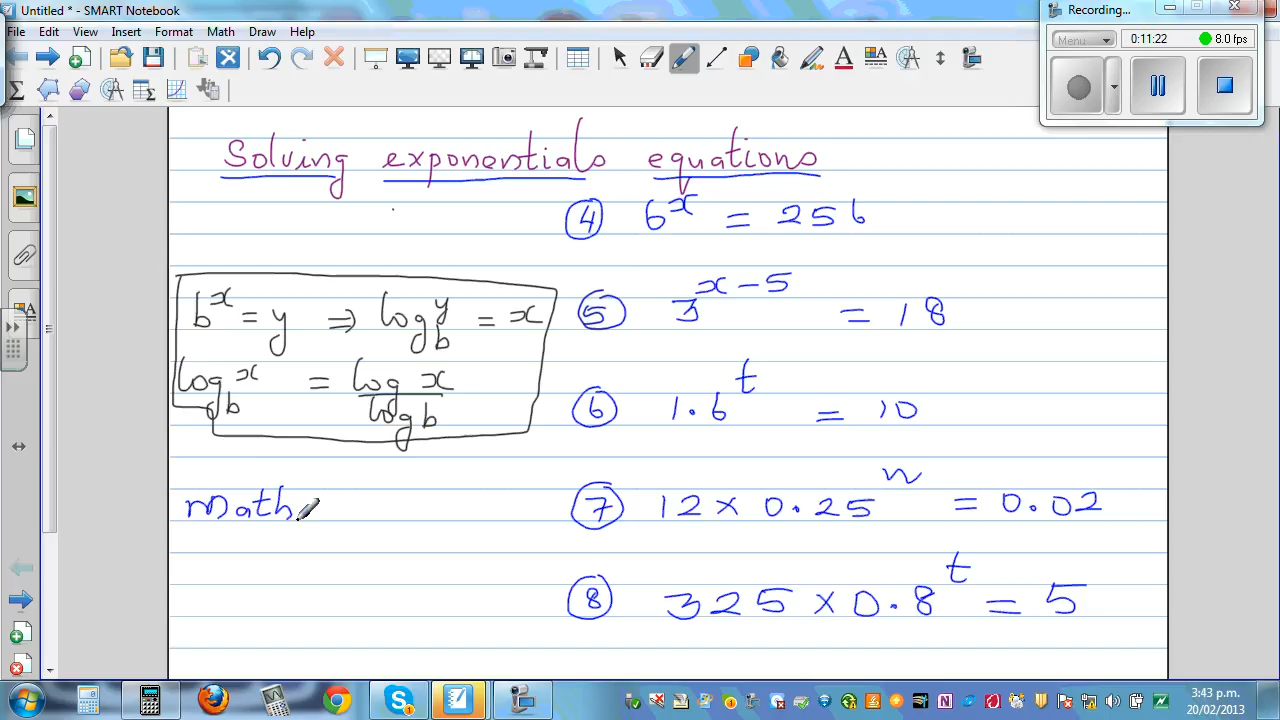 Untitled * - SMART Notebook
File Edit View Insert Format Math Draw Help
Recording...
Menu
0:11:22
8.0 fps
Solving exponentials equations
④ 6^x = 256
b^x = y ⇒ log_b^y = x
⑤ 3^(x-5) = 18
log_b^x = log x / log b
⑥ 1.6^t = 10
Math
⑦ 12 × 0.25^n = 0.02
⑧ 325 × 0.8^t = 5
3:43 p.m.
20/02/2013